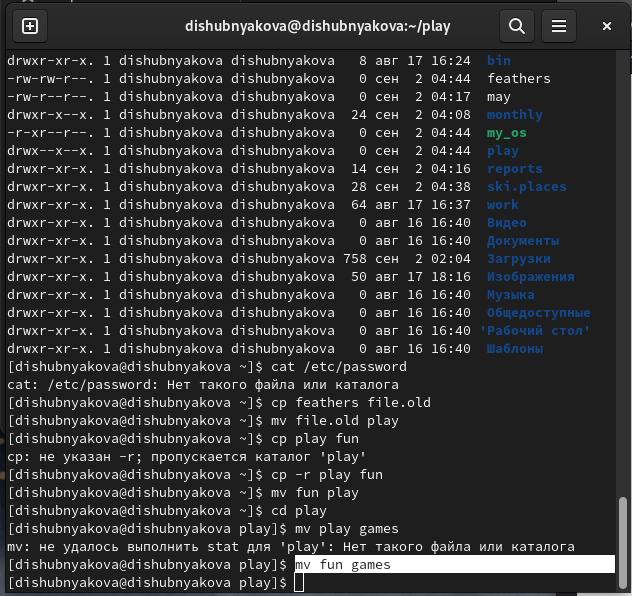 dishubnyakova@dishubnyakova:~/play
drwxr-xr-x. 1 dishubnyakova dishubnyakova   8 авг 17 16:24  bin
-rw-rw-r--. 1 dishubnyakova dishubnyakova   0 сен  2 04:44  feathers
-rw-r--r--. 1 dishubnyakova dishubnyakova   0 сен  2 04:17  may
drwxr-x--x. 1 dishubnyakova dishubnyakova  24 сен  2 04:08  monthly
-r-xr--r--. 1 dishubnyakova dishubnyakova   0 сен  2 04:44  my_os
drwx--x--x. 1 dishubnyakova dishubnyakova   0 сен  2 04:44  play
drwxr-xr-x. 1 dishubnyakova dishubnyakova  14 сен  2 04:16  reports
drwxr-xr-x. 1 dishubnyakova dishubnyakova  28 сен  2 04:38  ski.places
drwxr-xr-x. 1 dishubnyakova dishubnyakova  64 авг 17 16:37  work
drwxr-xr-x. 1 dishubnyakova dishubnyakova   0 авг 16 16:40  Видео
drwxr-xr-x. 1 dishubnyakova dishubnyakova   0 авг 16 16:40  Документы
drwxr-xr-x. 1 dishubnyakova dishubnyakova 758 сен  2 02:04  Загрузки
drwxr-xr-x. 1 dishubnyakova dishubnyakova  50 авг 17 18:16  Изображения
drwxr-xr-x. 1 dishubnyakova dishubnyakova   0 авг 16 16:40  Музыка
drwxr-xr-x. 1 dishubnyakova dishubnyakova   0 авг 16 16:40  Общедоступные
drwxr-xr-x. 1 dishubnyakova dishubnyakova   0 авг 16 16:40 'Рабочий стол'
drwxr-xr-x. 1 dishubnyakova dishubnyakova   0 авг 16 16:40  Шаблоны
[dishubnyakova@dishubnyakova ~]$ cat /etc/password
cat: /etc/password: Нет такого файла или каталога
[dishubnyakova@dishubnyakova ~]$ cp feathers file.old
[dishubnyakova@dishubnyakova ~]$ mv file.old play
[dishubnyakova@dishubnyakova ~]$ cp play fun
cp: не указан -r; пропускается каталог 'play'
[dishubnyakova@dishubnyakova ~]$ cp -r play fun
[dishubnyakova@dishubnyakova ~]$ mv fun play
[dishubnyakova@dishubnyakova ~]$ cd play
[dishubnyakova@dishubnyakova play]$ mv play games
mv: не удалось выполнить stat для 'play': Нет такого файла или каталога
[dishubnyakova@dishubnyakova play]$ mv fun games
[dishubnyakova@dishubnyakova play]$